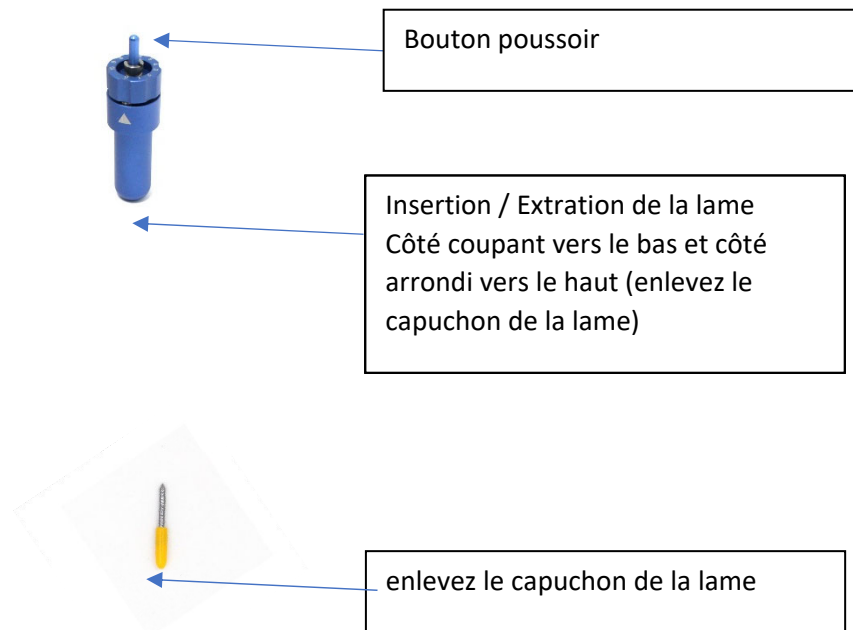 Bouton poussoir
Insertion / Extration de la lame
Côté coupant vers le bas et côté
arrondi vers le haut (enlevez le
capuchon de la lame)
enlevez le capuchon de la lame